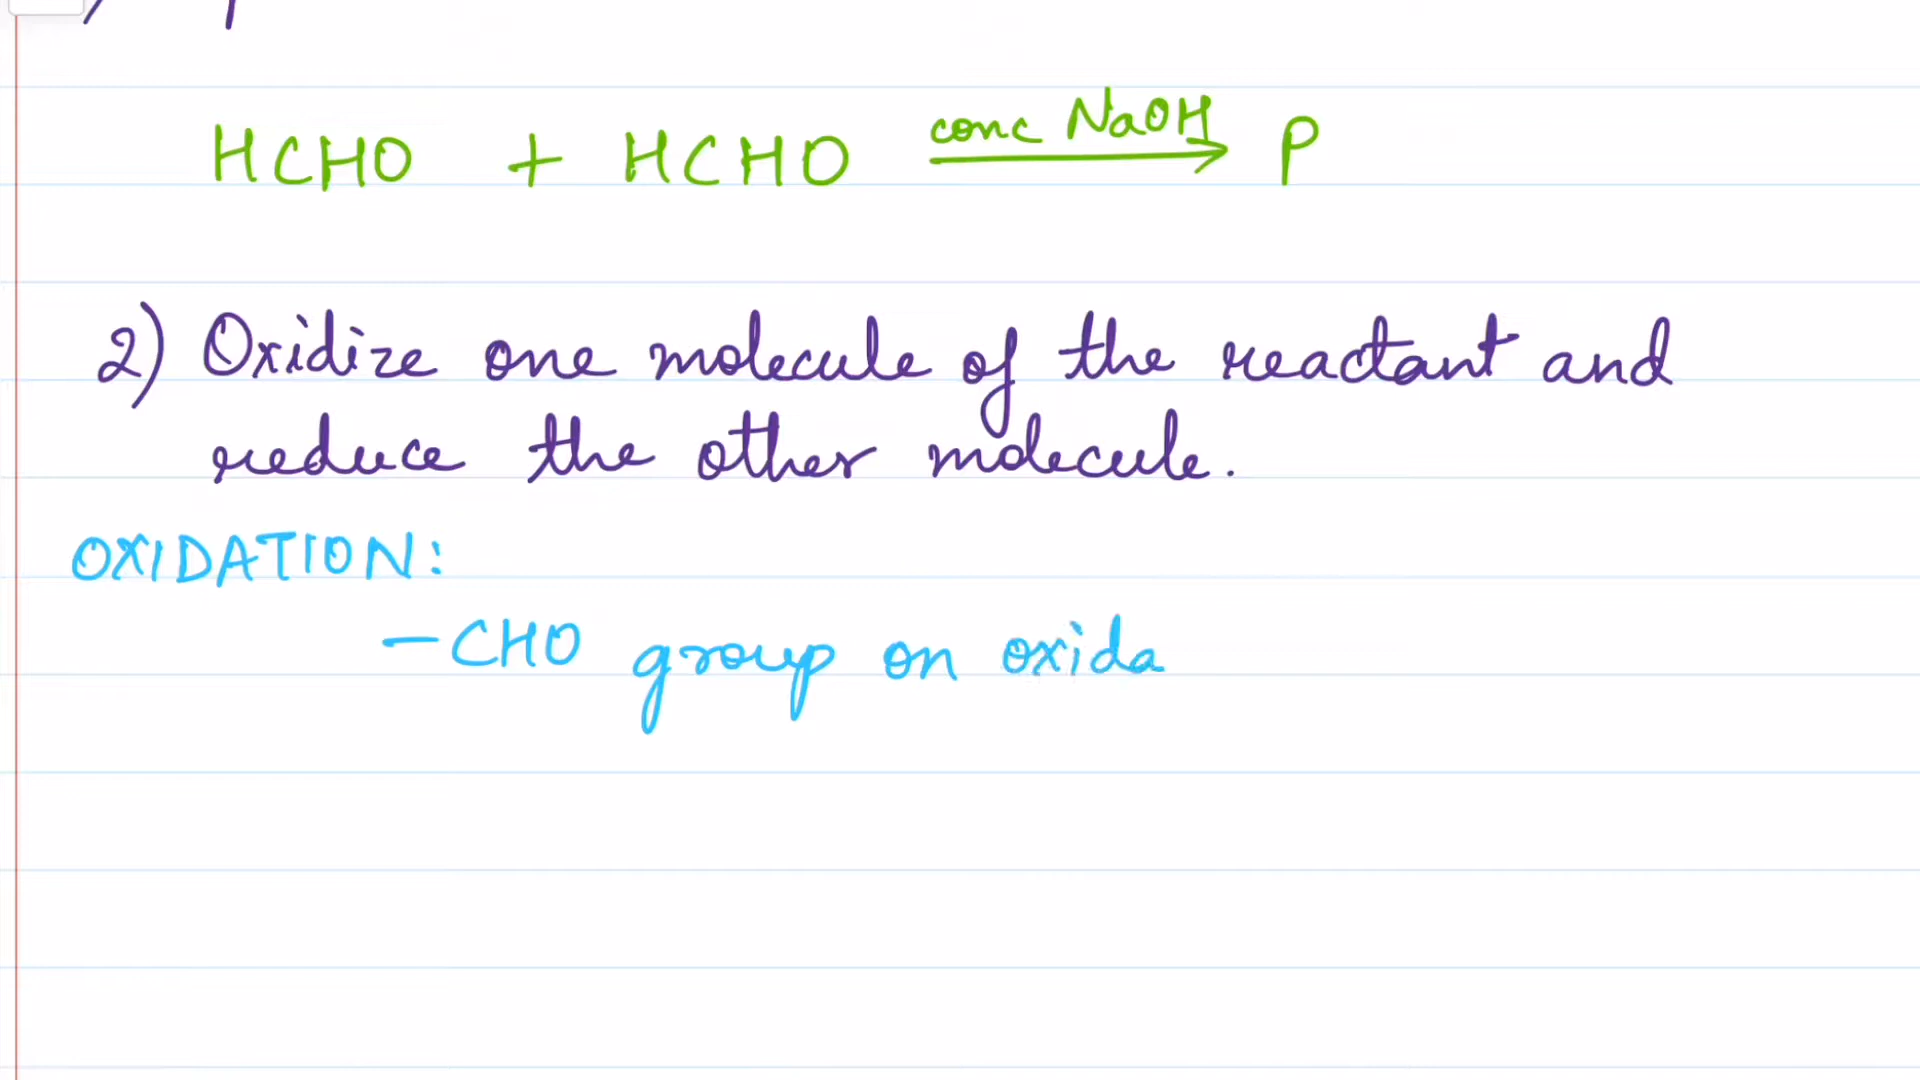 HCHO + HCHO conc NaOH P
2) Oxidize one molecule of the reactant and
reduce the other molecule.
OXIDATION:
-CHO group on oxida